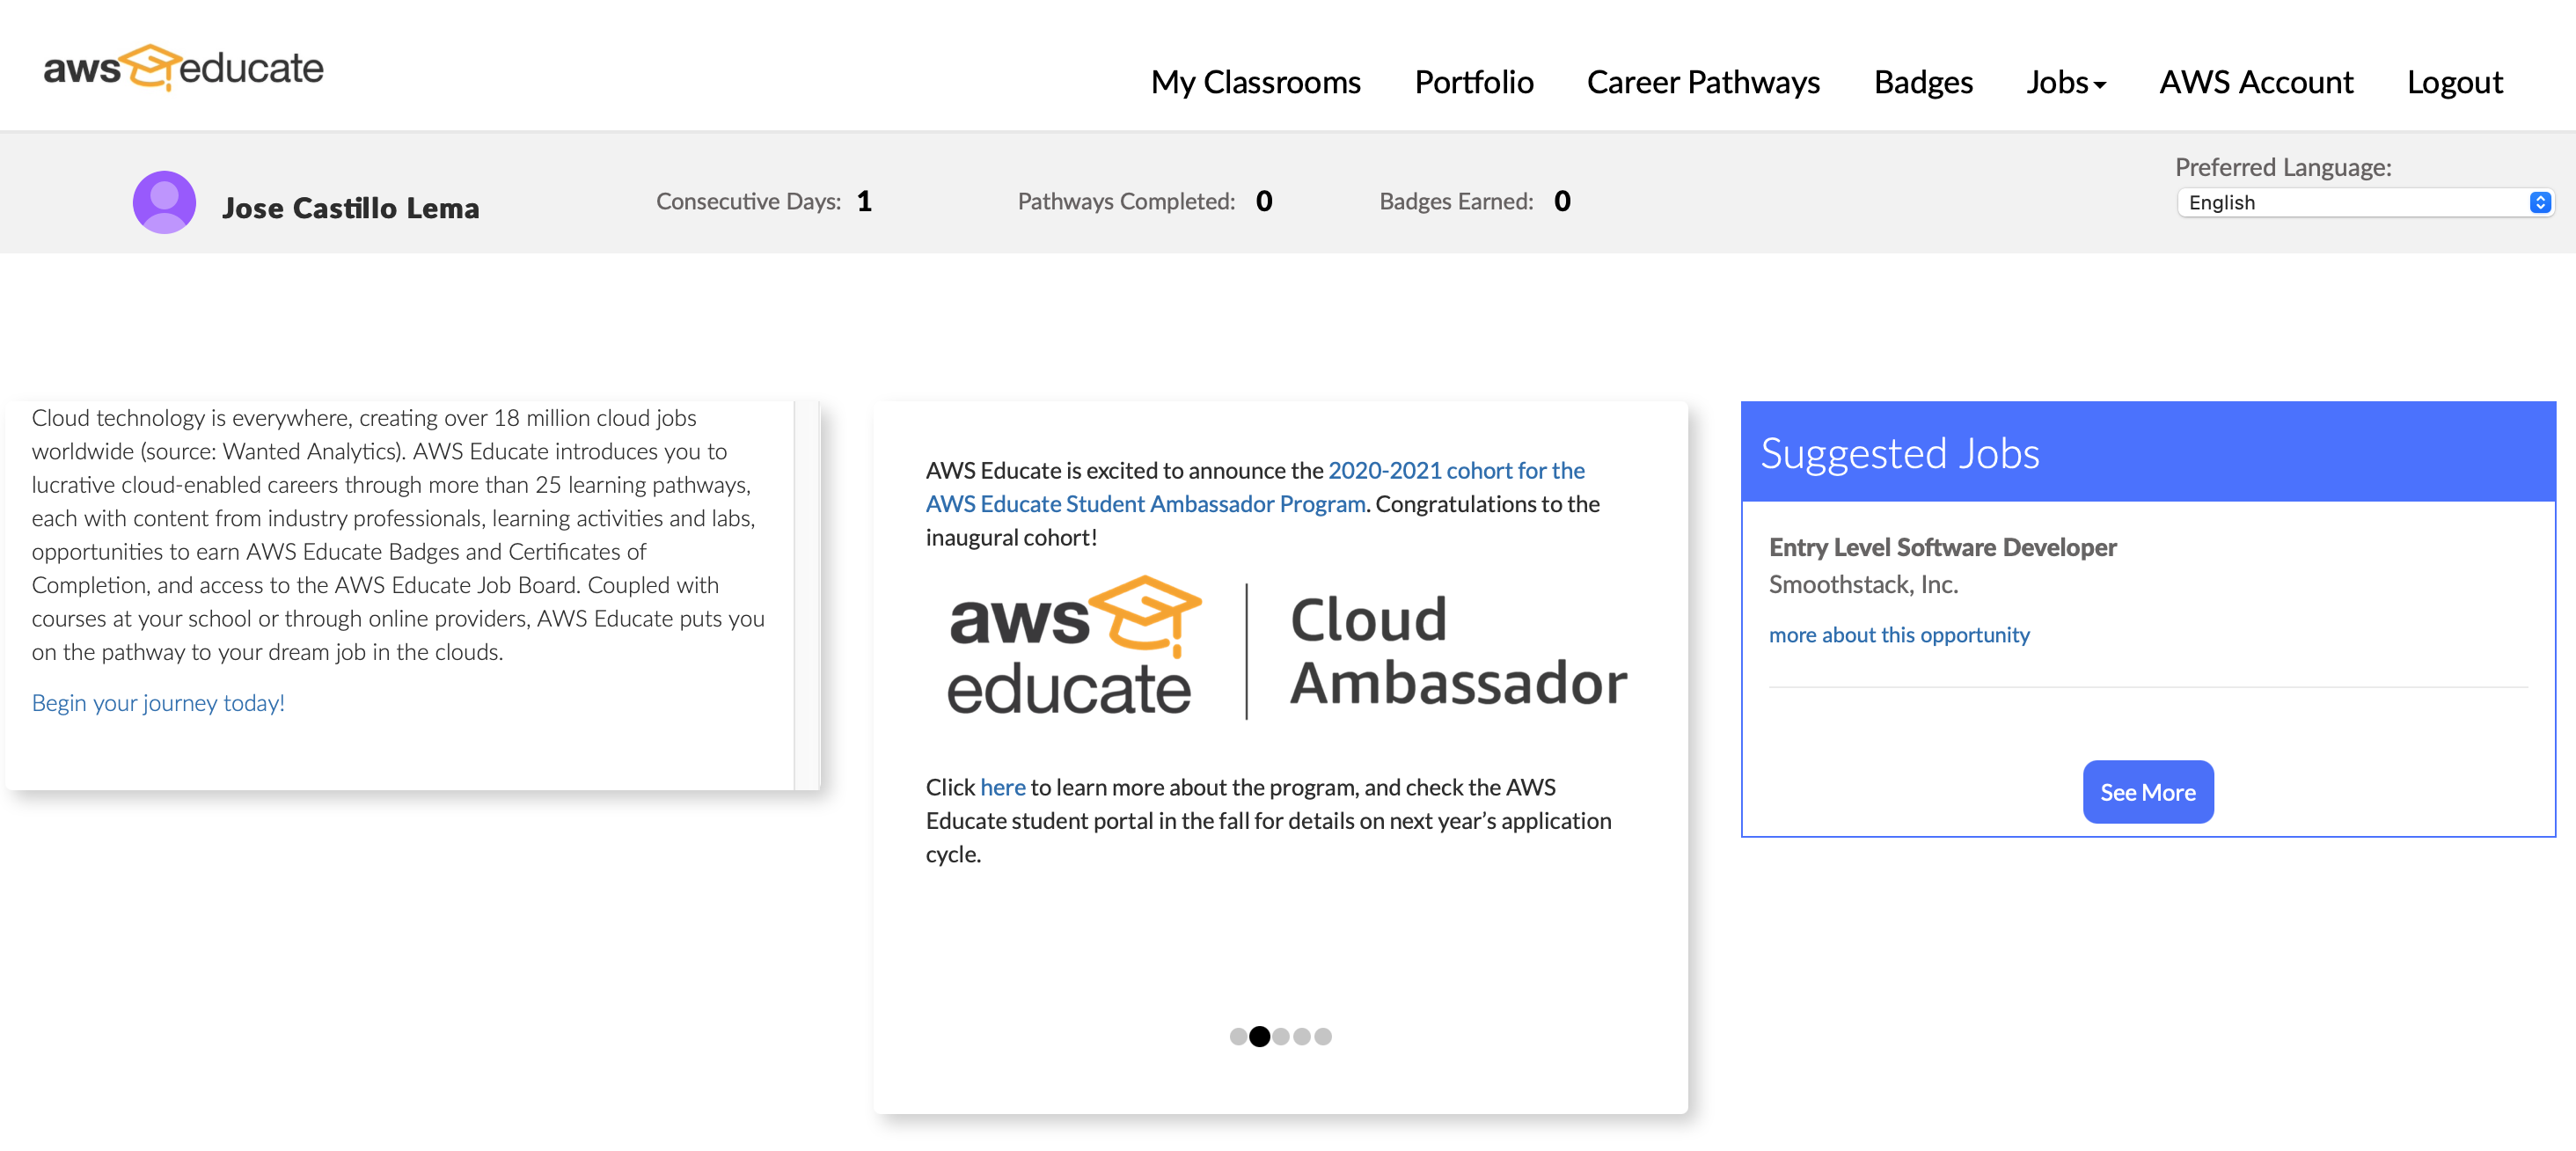 aws educate
My Classrooms Portfolio Career Pathways Badges Jobs AWS Account Logout
Jose Castillo Lema
Consecutive Days: 1
Pathways Completed: 0
Badges Earned: 0
Preferred Language:
English
Cloud technology is everywhere, creating over 18 million cloud jobs
worldwide (source: Wanted Analytics). AWS Educate introduces you to
lucrative cloud-enabled careers through more than 25 learning pathways,
each with content from industry professionals, learning activities and labs,
opportunities to earn AWS Educate Badges and Certificates of
Completion, and access to the AWS Educate Job Board. Coupled with
courses at your school or through online providers, AWS Educate puts you
on the pathway to your dream job in the clouds.
Begin your journey today!
AWS Educate is excited to announce the 2020-2021 cohort for the
AWS Educate Student Ambassador Program. Congratulations to the
inaugural cohort!
aws
educate
Cloud
Ambassador
Click here to learn more about the program, and check the AWS
Educate student portal in the fall for details on next year’s application
cycle.
Suggested Jobs
Entry Level Software Developer
Smoothstack, Inc.
more about this opportunity
See More